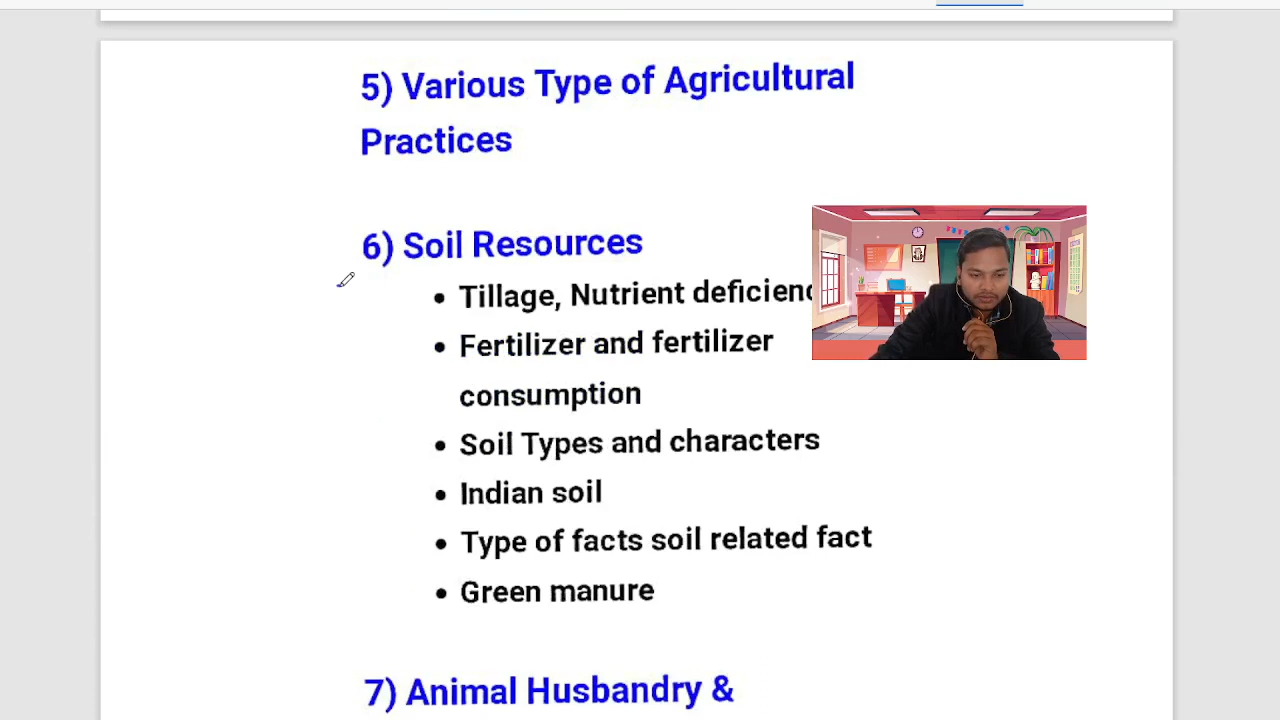 5) Various Type of Agricultural
Practices
6) Soil Resources
• Tillage, Nutrient
• Fertilizer and fertilizer
consumption
• Soil Types and characters
• Indian soil
• Type of facts soil related fact
• Green manure
7) Animal Husbandry &